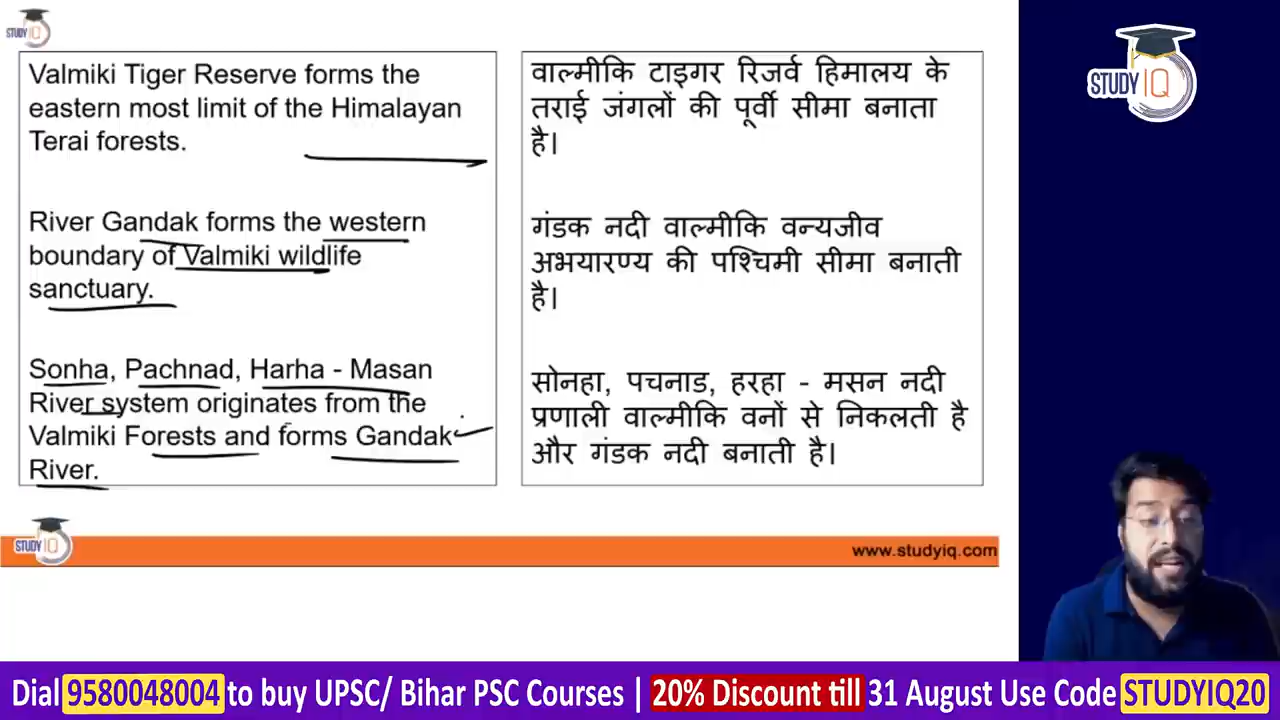 STUDY IQ
Valmiki Tiger Reserve forms the
eastern most limit of the Himalayan
Terai forests.
River Gandak forms the western
boundary of Valmiki wildlife
sanctuary.
Sonha, Pachnad, Harha - Masan
River system originates from the
Valmiki Forests and forms Gandak
River.
वाल्मीकि टाइगर रिजर्व हिमालय के
तराई जंगलों की पूर्वी सीमा बनाता
है।
गंडक नदी वाल्मीकि वन्यजीव
अभयारण्य की पश्चिमी सीमा बनाती
है।
सोनहा, पचनाड, हरहा - मसन नदी
प्रणाली वाल्मीकि वनों से निकलती है
और गंडक नदी बनाती है।
STUDY IQ
STUDY IQ
www.studyiq.com
Dial 9580048004 to buy UPSC/ Bihar PSC Courses | 20% Discount till 31 August Use Code STUDYIQ20